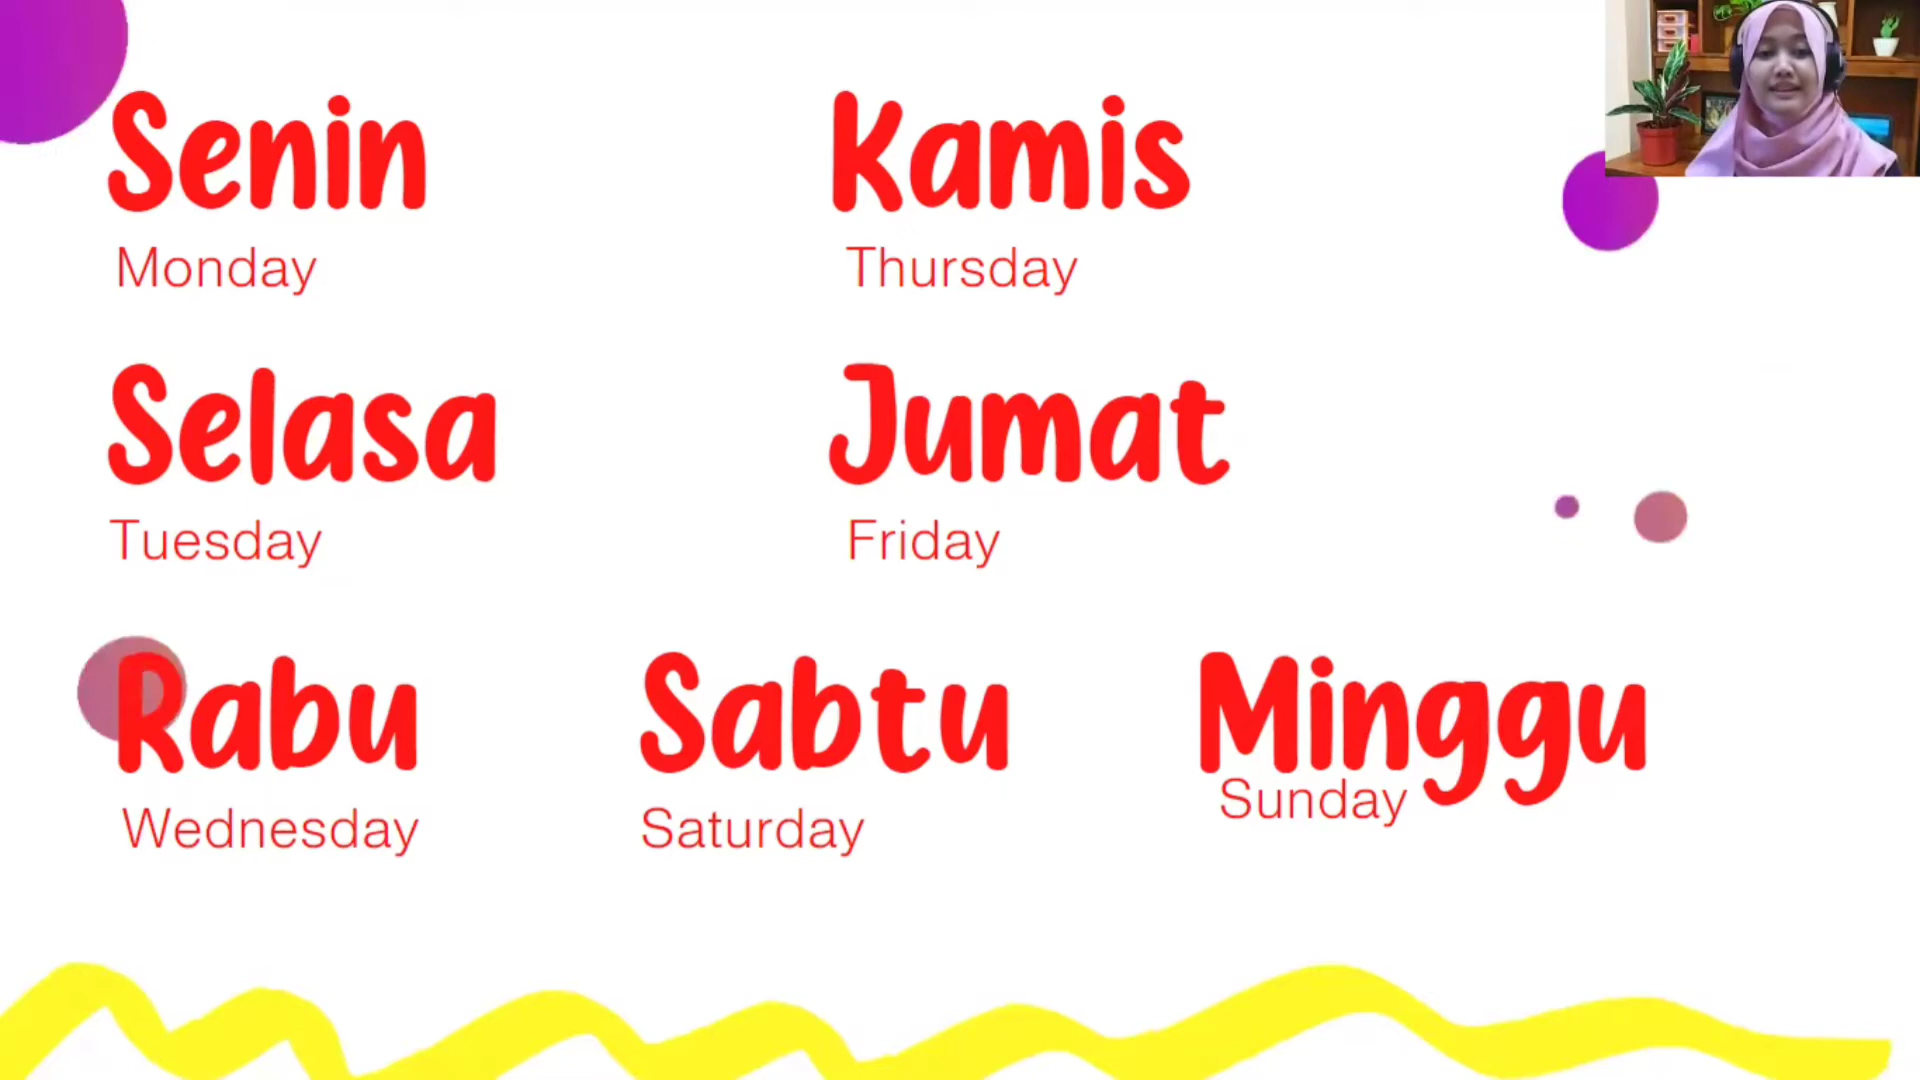 Senin
Monday
Selasa
Tuesday
Rabu
Wednesday
Kamis
Thursday
Jumat
Friday
Sabtu
Saturday
Minggu
Sunday